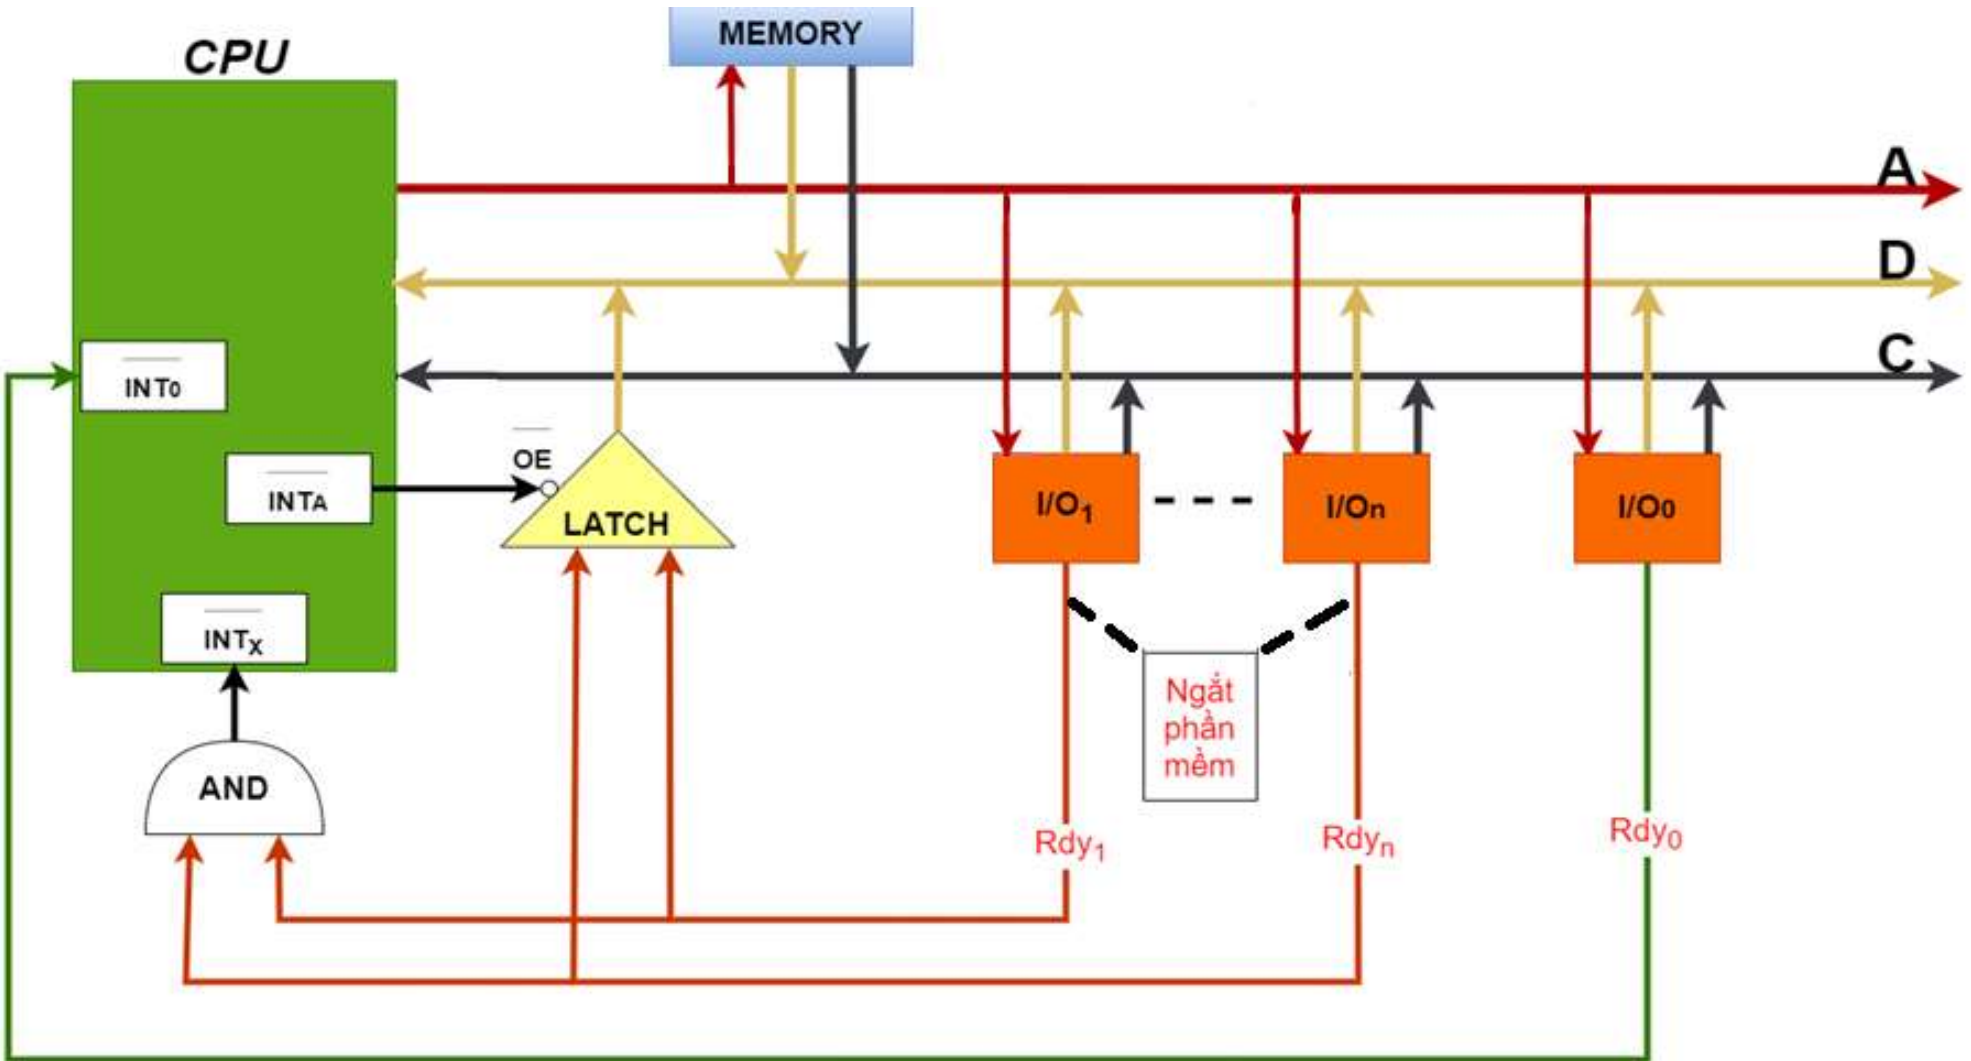 MEMORY
CPU
A
D
C
INT0
OE
INTA
LATCH
I/O1
I/On
I/O0
INTX
Ngắt
phần
mềm
AND
Rdy1
Rdyn
Rdy0